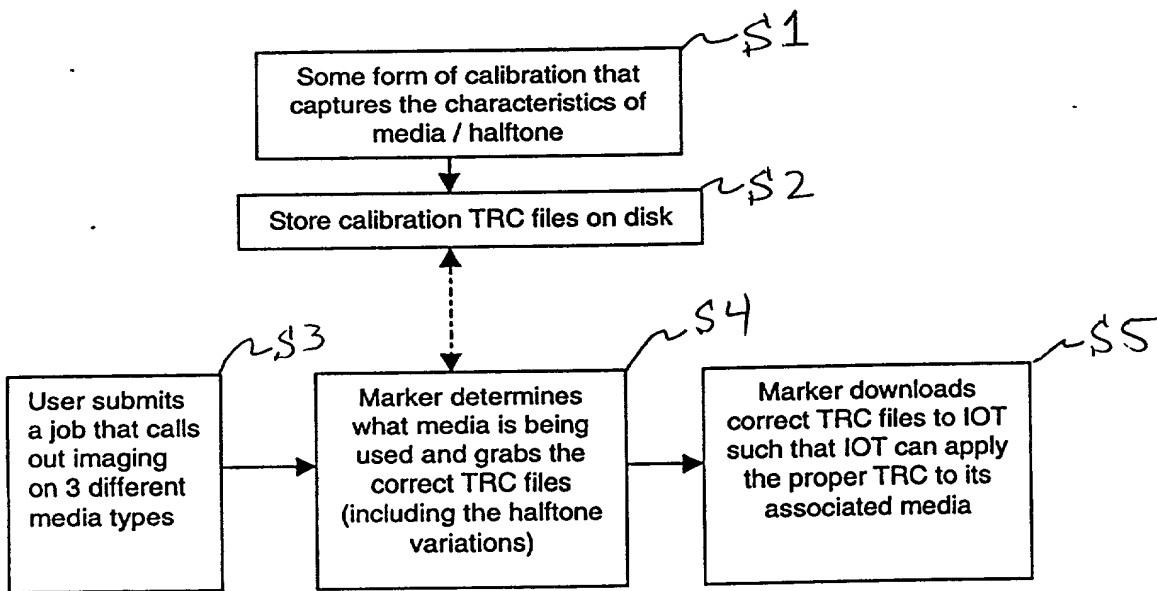 S1
Some form of calibration that
captures the characteristics of
media / halftone
S2
Store calibration TRC files on disk
S3
User submits
a job that calls
out imaging
on 3 different
media types
S4
Marker determines
what media is being
used and grabs the
correct TRC files
(including the halftone
variations)
S5
Marker downloads
correct TRC files to IOT
such that IOT can apply
the proper TRC to its
associated media